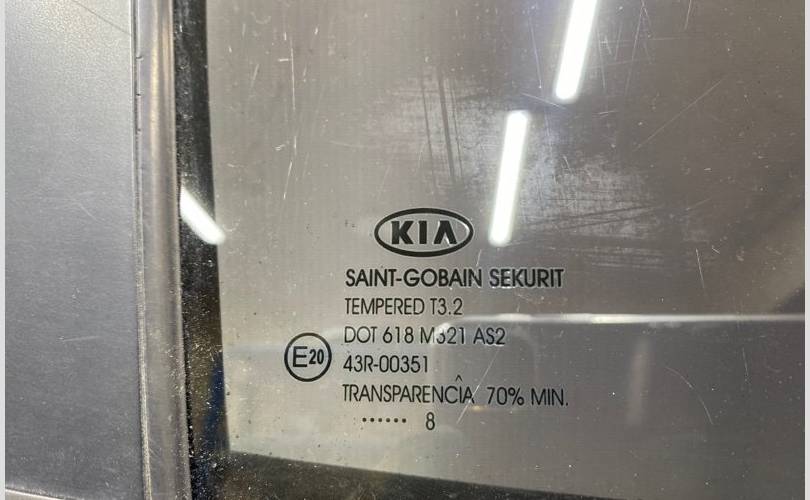 KIA
SAINT-GOBAIN SEKURIT
TEMPERED T3.2
DOT 618 M321 AS2
E20
43R-00351
TRANSPARENCÎA 70% MIN.
...... 8